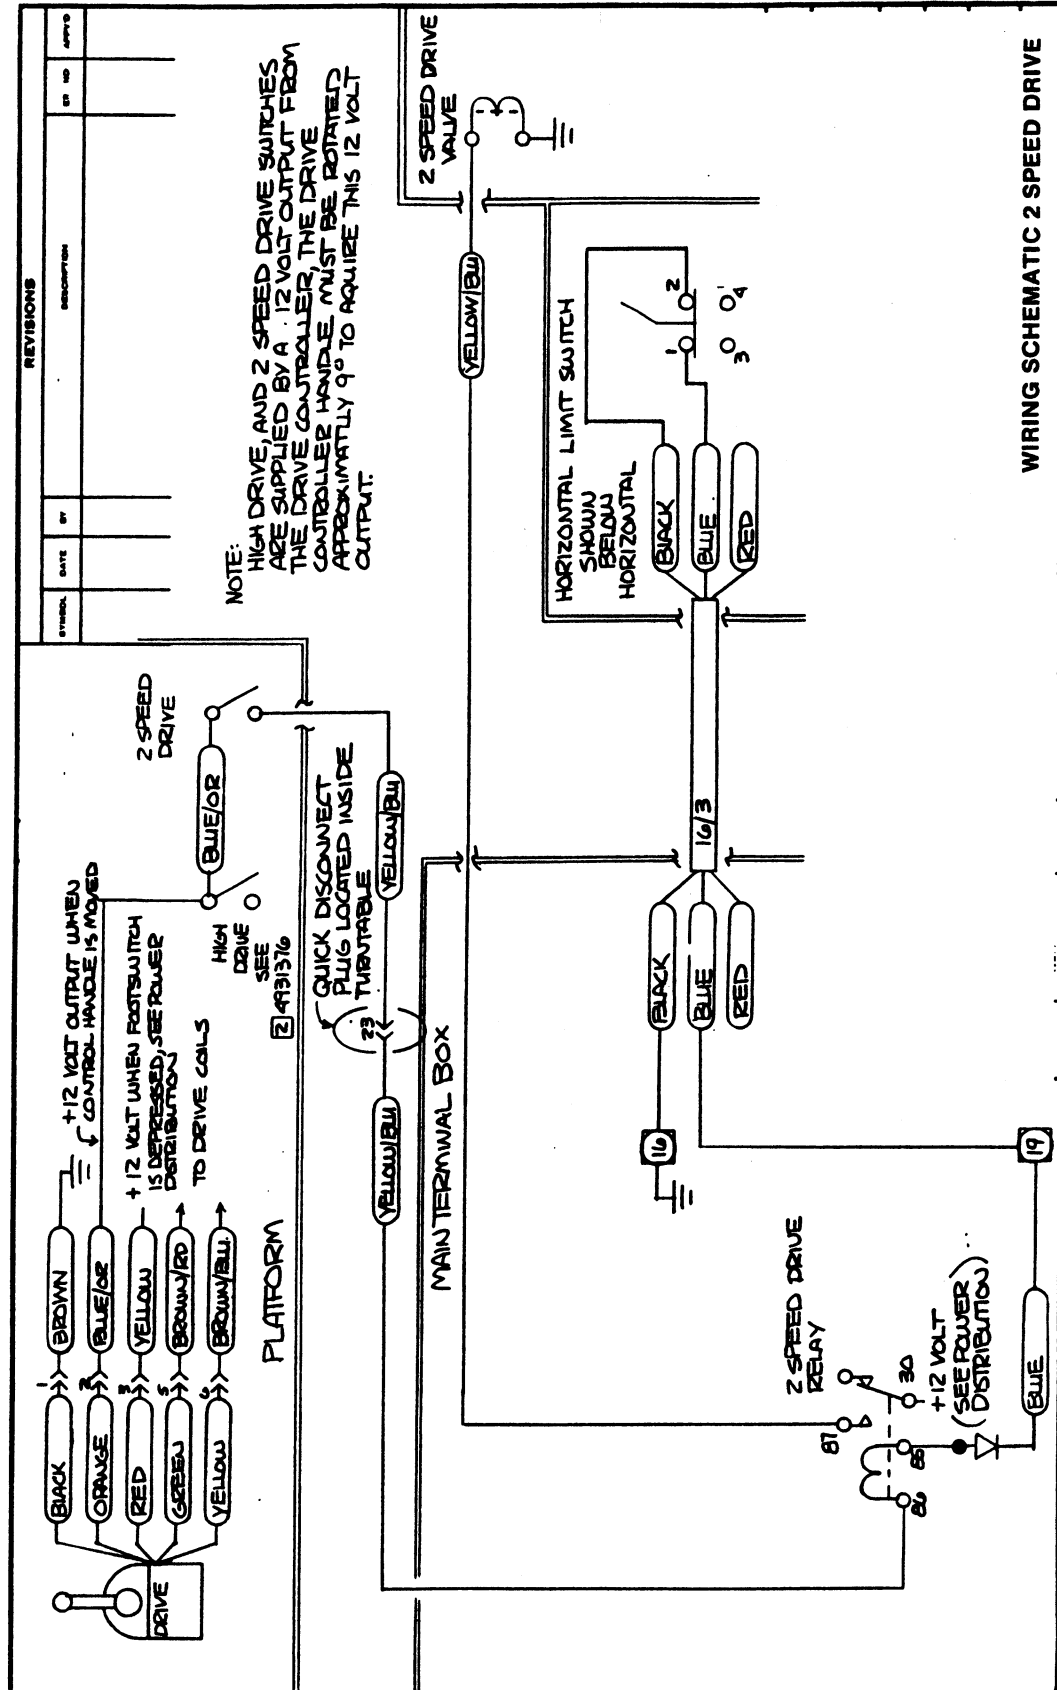 REVISIONS
SYMBOL DATE BY DESCRIPTION ER NO APPV'D
NOTE:
HIGH DRIVE, AND 2 SPEED DRIVE SWITCHES
ARE SUPPLIED BY A 12 VOLT OUTPUT FROM
THE DRIVE CONTROLLER, THE DRIVE
CONTROLLER HANDLE MUST BE ROTATED
APPROXIMATLLY 9° TO AQUIRE THIS 12 VOLT
OUTPUT.
DRIVE
BLACK 1 BROWN
ORANGE 2 BLUE/OR
RED 3 YELLOW
GREEN 5 BROWN/RD
YELLOW 6 BROWN/BLU.
+12 VOLT OUTPUT WHEN
CONTROL HANDLE IS MOVED
+12 VOLT WHEN FOOTSWITCH
IS DEPRESSED, SEE POWER
DISTRIBUTION
TO DRIVE COILS
HIGH
DRIVE
SEE
2 4931376
BLUE/OR
2 SPEED
DRIVE
PLATFORM
QUICK DISCONNECT
PLUG LOCATED INSIDE
TURNTABLE
YELLOW/BLU
23
YELLOW/BLU
MAIN TERMINAL BOX
YELLOW/BLU
2 SPEED DRIVE
VALVE
HORIZONTAL LIMIT SWITCH
SHOWN
BELOW
HORIZONTAL
BLACK
BLUE
RED
1 2
3 4
16/3
BLACK
BLUE
RED
16
19
2 SPEED DRIVE
RELAY
87
30
86 85
+12 VOLT
(SEE POWER
DISTRIBUTION)
BLUE
WIRING SCHEMATIC 2 SPEED DRIVE